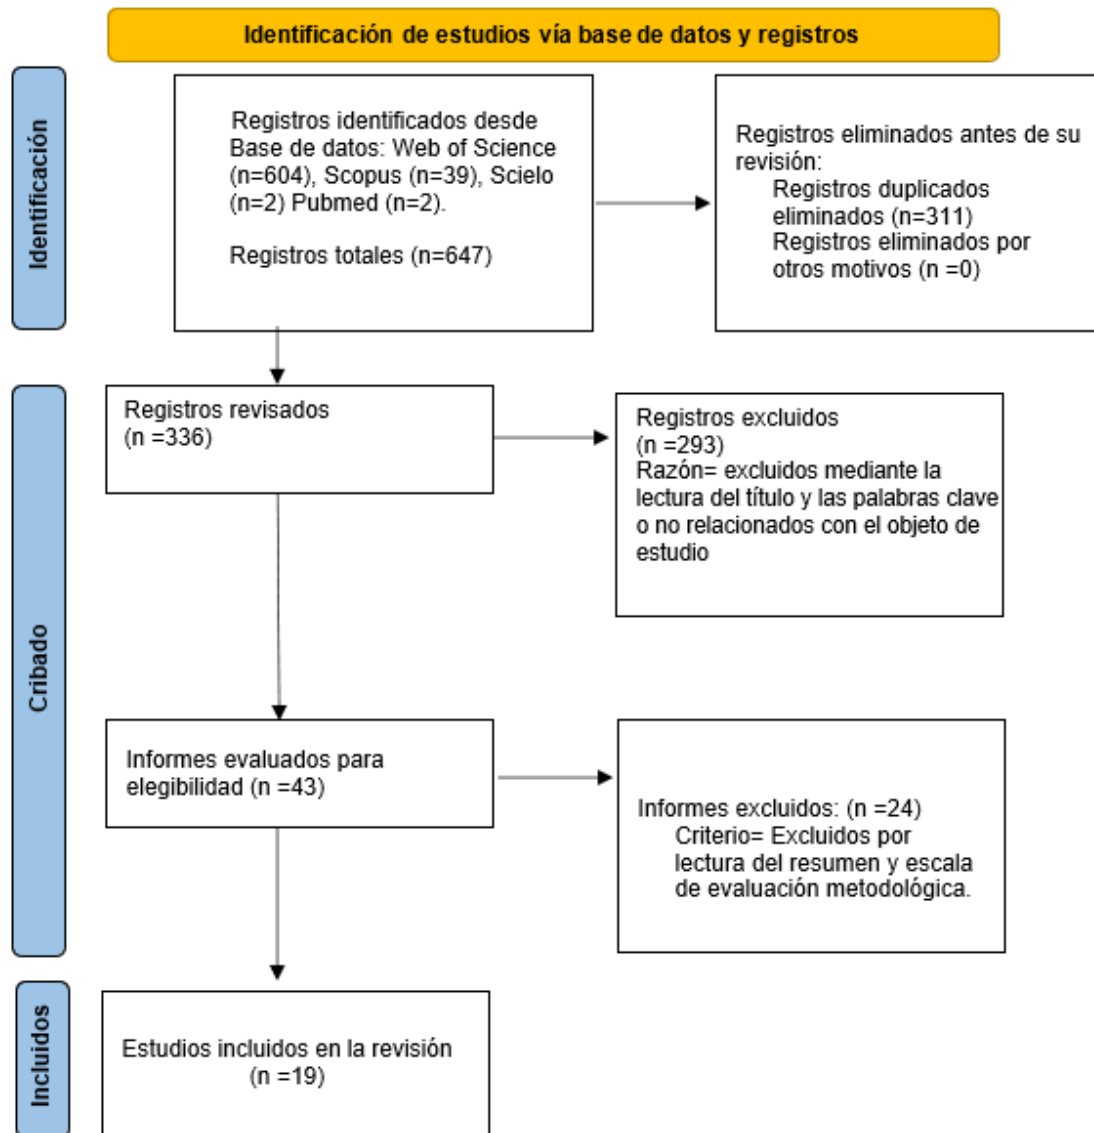 Identificación de estudios vía base de datos y registros
Identificación
Registros identificados desde
Base de datos: Web of Science
(n=604), Scopus (n=39), Scielo
(n=2) Pubmed (n=2).
Registros totales (n=647)
Registros eliminados antes de su
revisión:
Registros duplicados
eliminados (n=311)
Registros eliminados por
otros motivos (n =0)
Cribado
Registros revisados
(n =336)
Registros excluidos
(n =293)
Razón= excluidos mediante la
lectura del título y las palabras clave
o no relacionados con el objeto de
estudio
Informes evaluados para
elegibilidad (n =43)
Informes excluidos: (n =24)
Criterio= Excluidos por
lectura del resumen y escala
de evaluación metodológica.
Incluidos
Estudios incluidos en la revisión
(n =19)